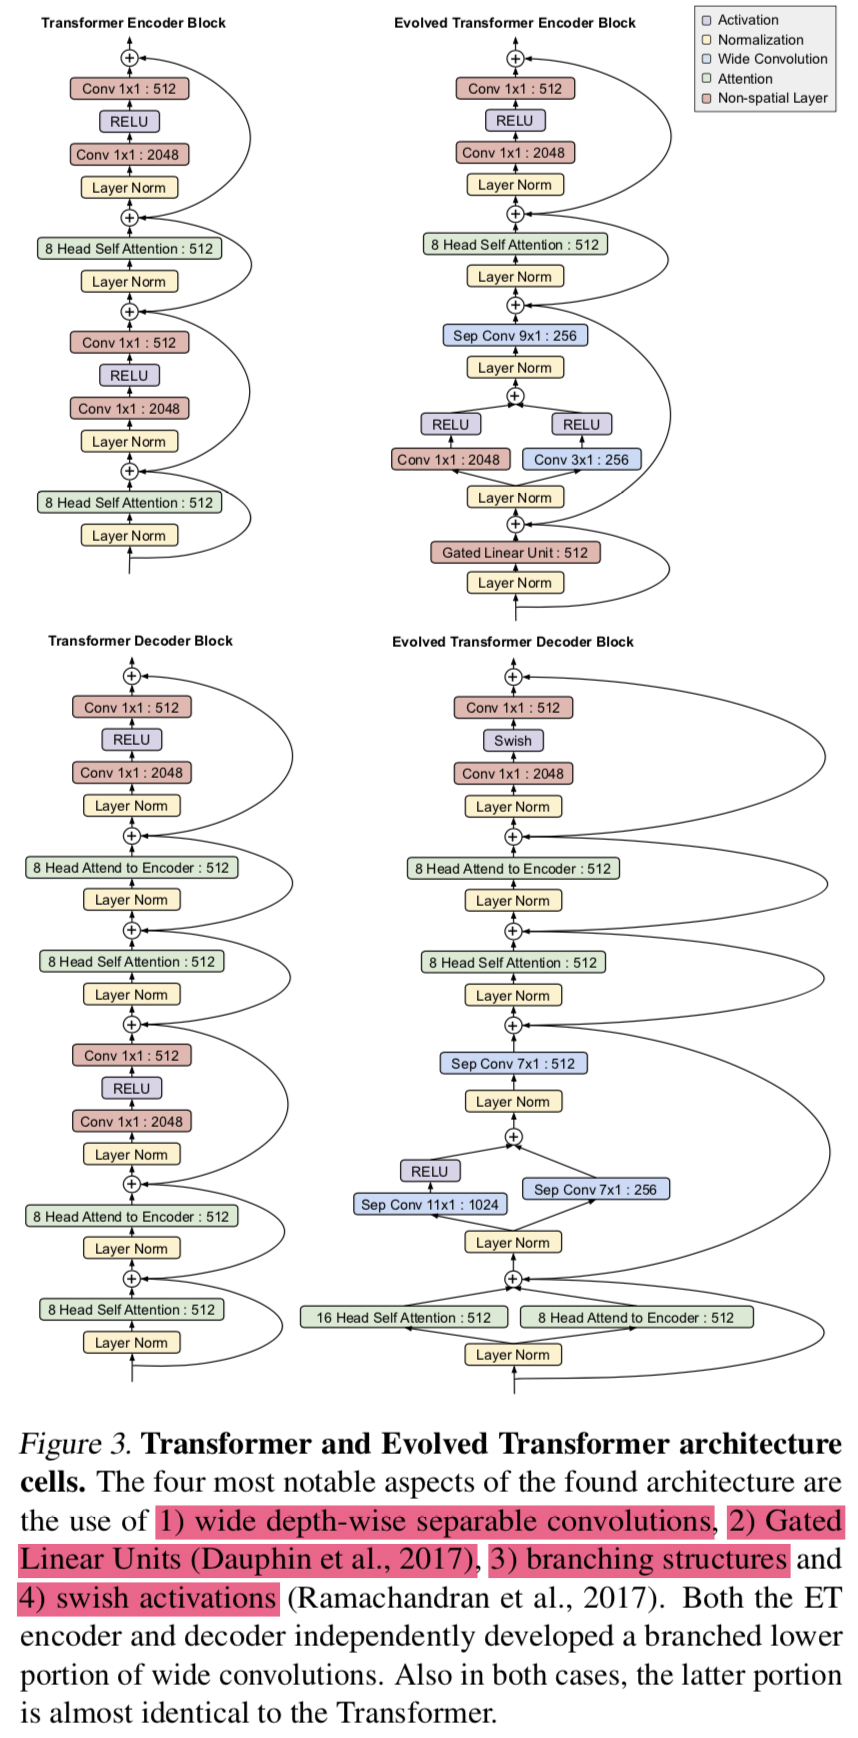 Transformer Encoder Block
Conv 1x1 : 512
RELU
Conv 1x1 : 2048
Layer Norm
8 Head Self Attention : 512
Layer Norm
Conv 1x1 : 512
RELU
Conv 1x1 : 2048
Layer Norm
8 Head Self Attention : 512
Layer Norm
Evolved Transformer Encoder Block
Conv 1x1 : 512
RELU
Conv 1x1 : 2048
Layer Norm
8 Head Self Attention : 512
Layer Norm
Sep Conv 9x1 : 256
Layer Norm
RELU
RELU
Conv 1x1 : 2048
Conv 3x1 : 256
Layer Norm
Gated Linear Unit : 512
Layer Norm
Activation
Normalization
Wide Convolution
Attention
Non-spatial Layer
Transformer Decoder Block
Conv 1x1 : 512
RELU
Conv 1x1 : 2048
Layer Norm
8 Head Attend to Encoder : 512
Layer Norm
8 Head Self Attention : 512
Layer Norm
Conv 1x1 : 512
RELU
Conv 1x1 : 2048
Layer Norm
8 Head Attend to Encoder : 512
Layer Norm
8 Head Self Attention : 512
Layer Norm
Evolved Transformer Decoder Block
Conv 1x1 : 512
Swish
Conv 1x1 : 2048
Layer Norm
8 Head Attend to Encoder : 512
Layer Norm
8 Head Self Attention : 512
Layer Norm
Sep Conv 7x1 : 512
Layer Norm
RELU
Sep Conv 11x1 : 1024
Sep Conv 7x1 : 256
Layer Norm
16 Head Self Attention : 512
8 Head Attend to Encoder : 512
Layer Norm
Figure 3. Transformer and Evolved Transformer architecture
cells. The four most notable aspects of the found architecture are
the use of 1) wide depth-wise separable convolutions, 2) Gated
Linear Units (Dauphin et al., 2017), 3) branching structures and
4) swish activations (Ramachandran et al., 2017). Both the ET
encoder and decoder independently developed a branched lower
portion of wide convolutions. Also in both cases, the latter portion
is almost identical to the Transformer.